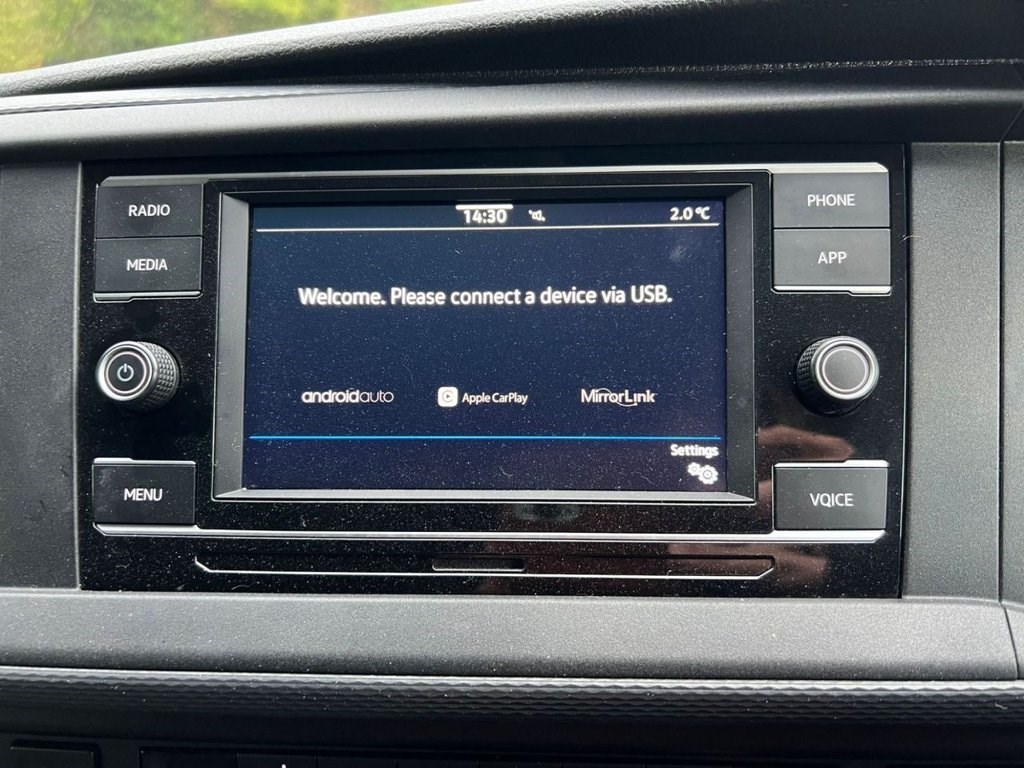 RADIO
MEDIA
14:30
2.0 °C
PHONE
APP
Welcome. Please connect a device via USB.
androidauto
Apple CarPlay
MirrorLink
Settings
MENU
VOICE